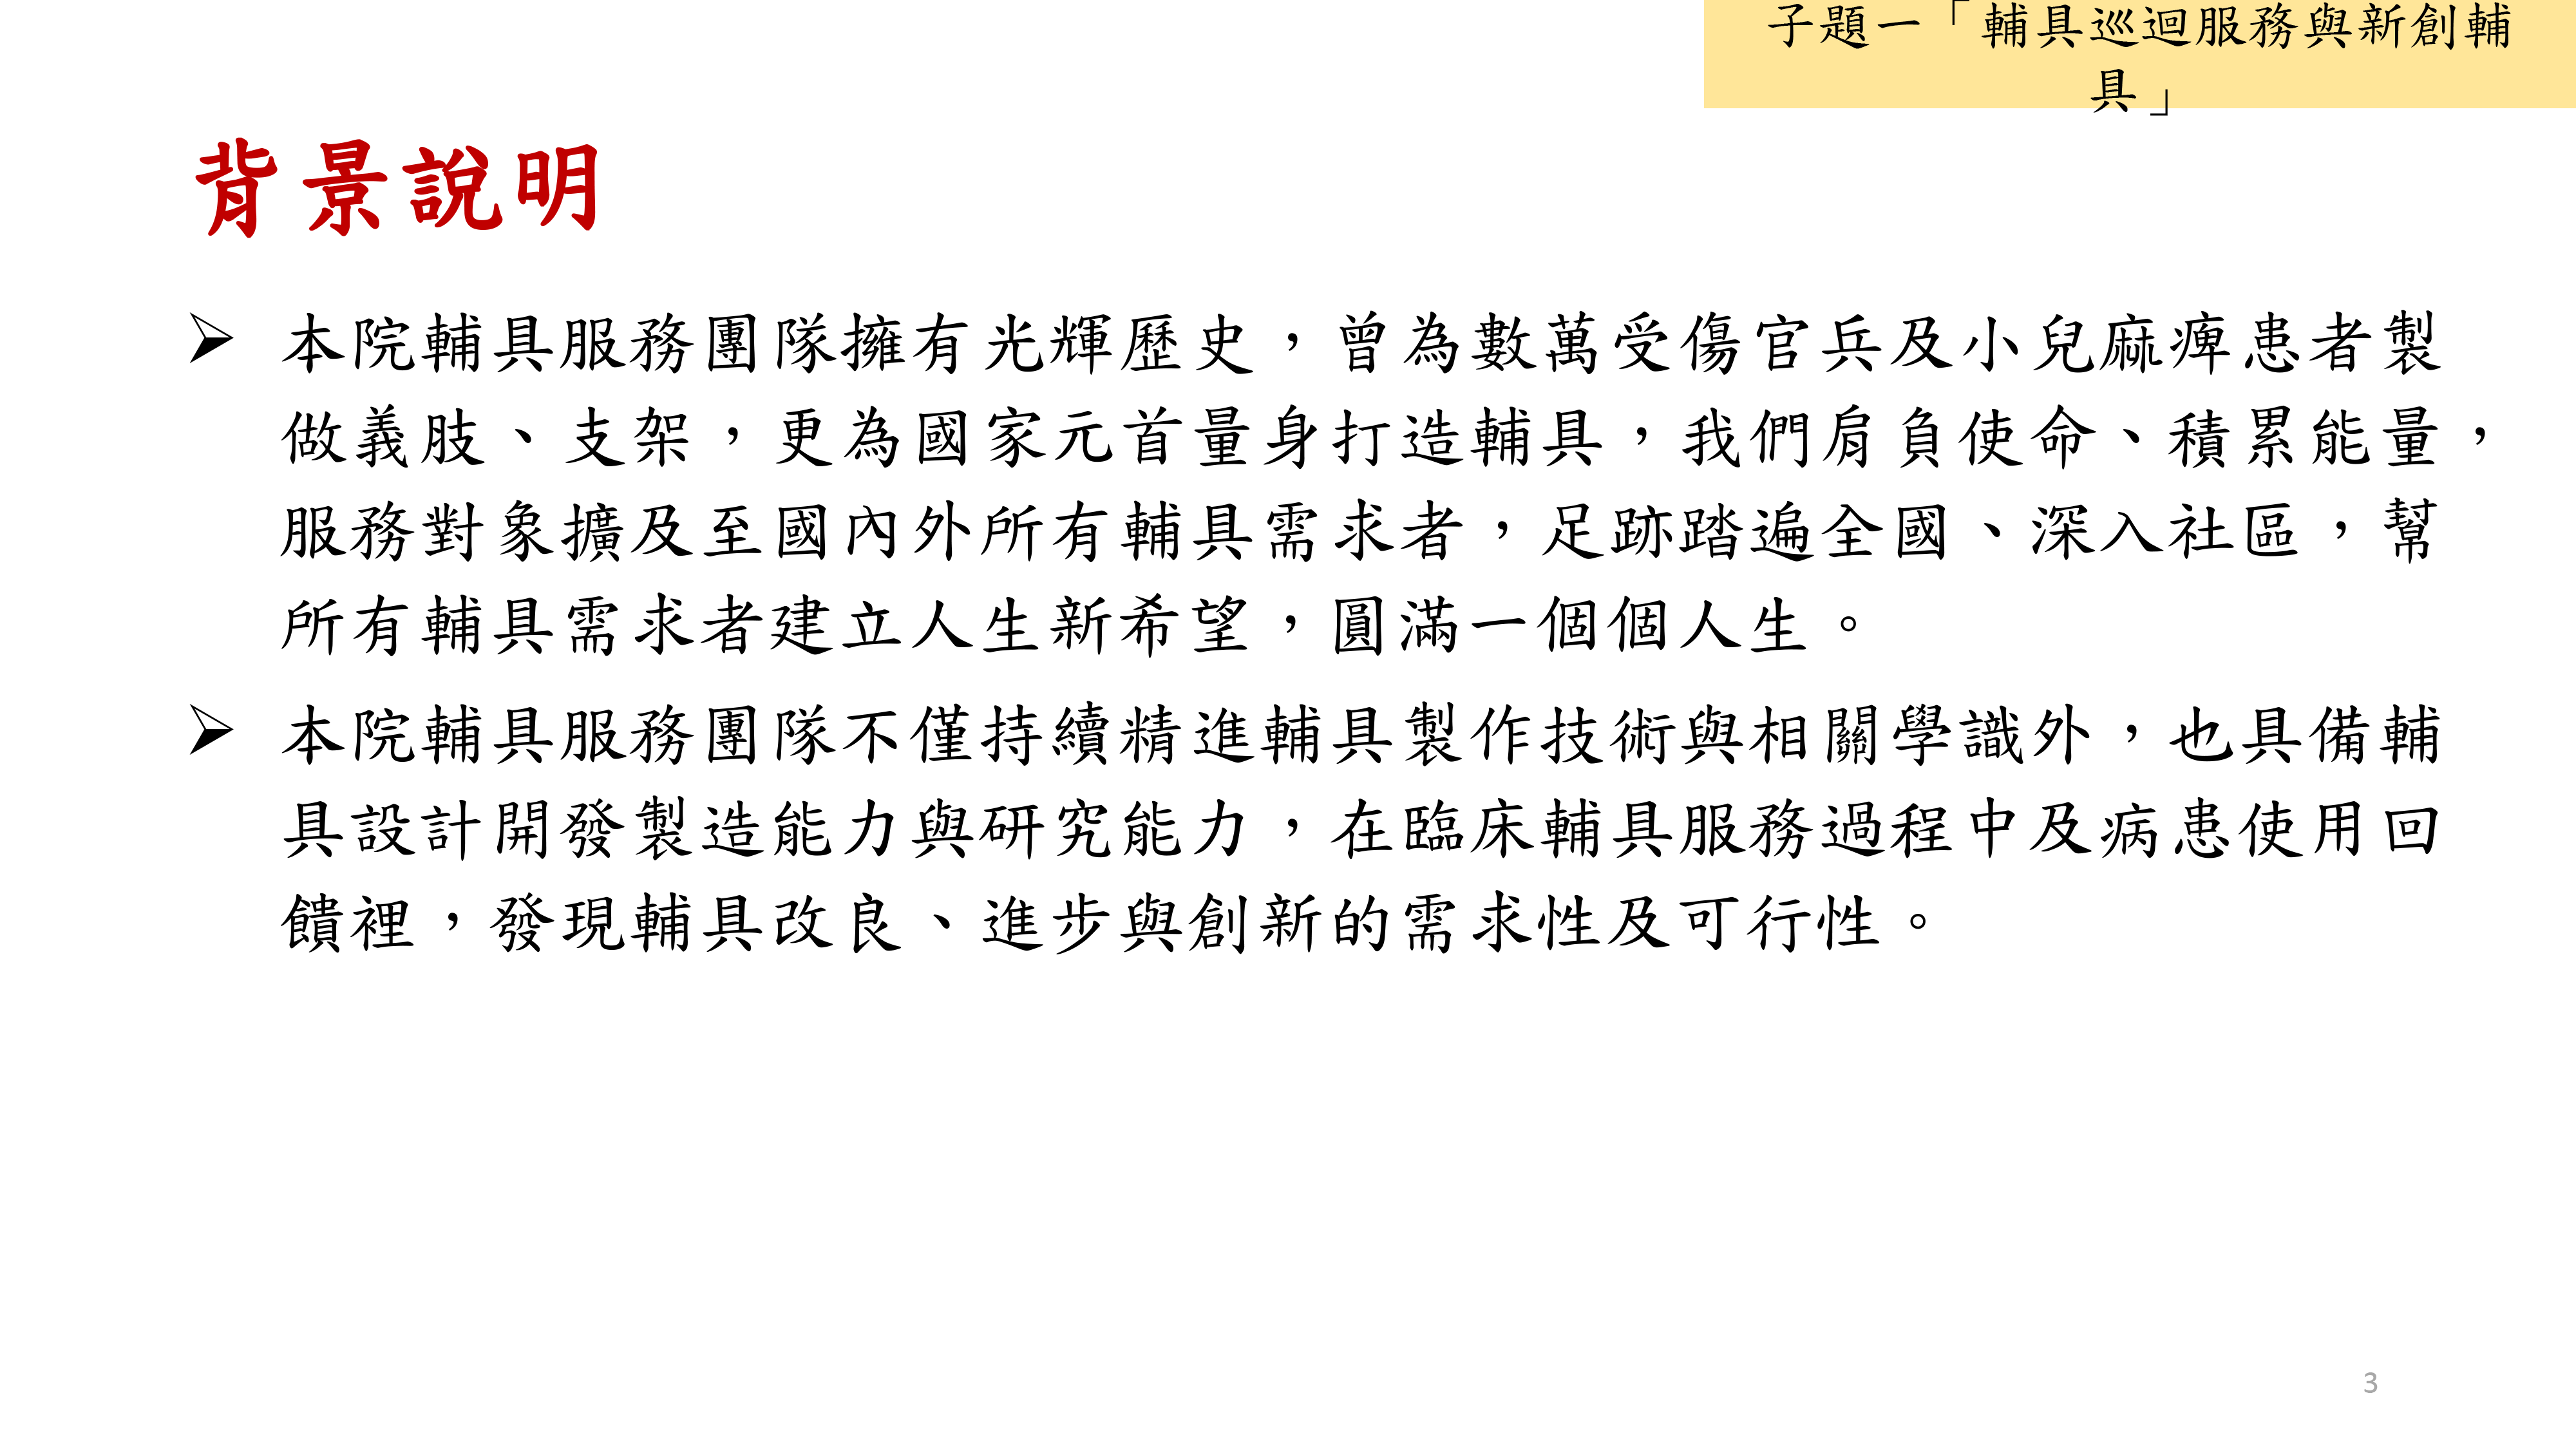 子題一「輔具巡迴服務與新創輔
具」
背景說明
➢ 本院輔具服務團隊擁有光輝歷史，曾為數萬受傷官兵及小兒麻痺患者製
做義肢、支架，更為國家元首量身打造輔具，我們肩負使命、積累能量，
服務對象擴及至國內外所有輔具需求者，足跡踏遍全國、深入社區，幫
所有輔具需求者建立人生新希望，圓滿一個個人生。
➢ 本院輔具服務團隊不僅持續精進輔具製作技術與相關學識外，也具備輔
具設計開發製造能力與研究能力，在臨床輔具服務過程中及病患使用回
饋裡，發現輔具改良、進步與創新的需求性及可行性。
3